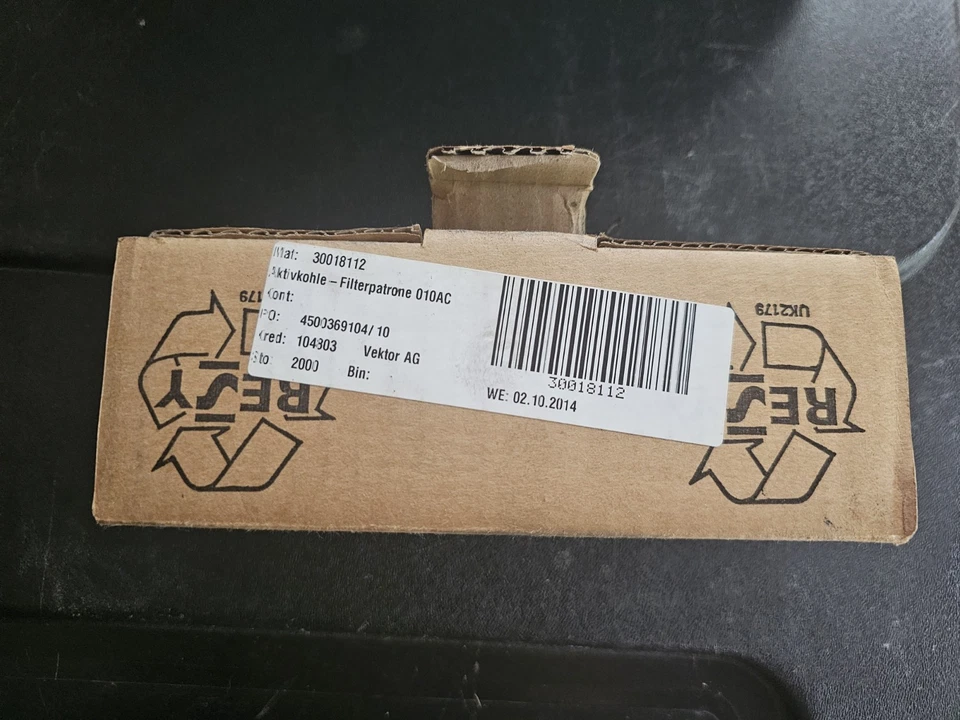 Mat: 30018112
Aktivkohle – Filterpatrone 010AC
Kont:
PO: 4500369104/10
Kred: 104803 Vektor AG
Sto: 2000 Bin:
30018112
WE: 02.10.2014
RESY
UK2179
RESY
UK2179